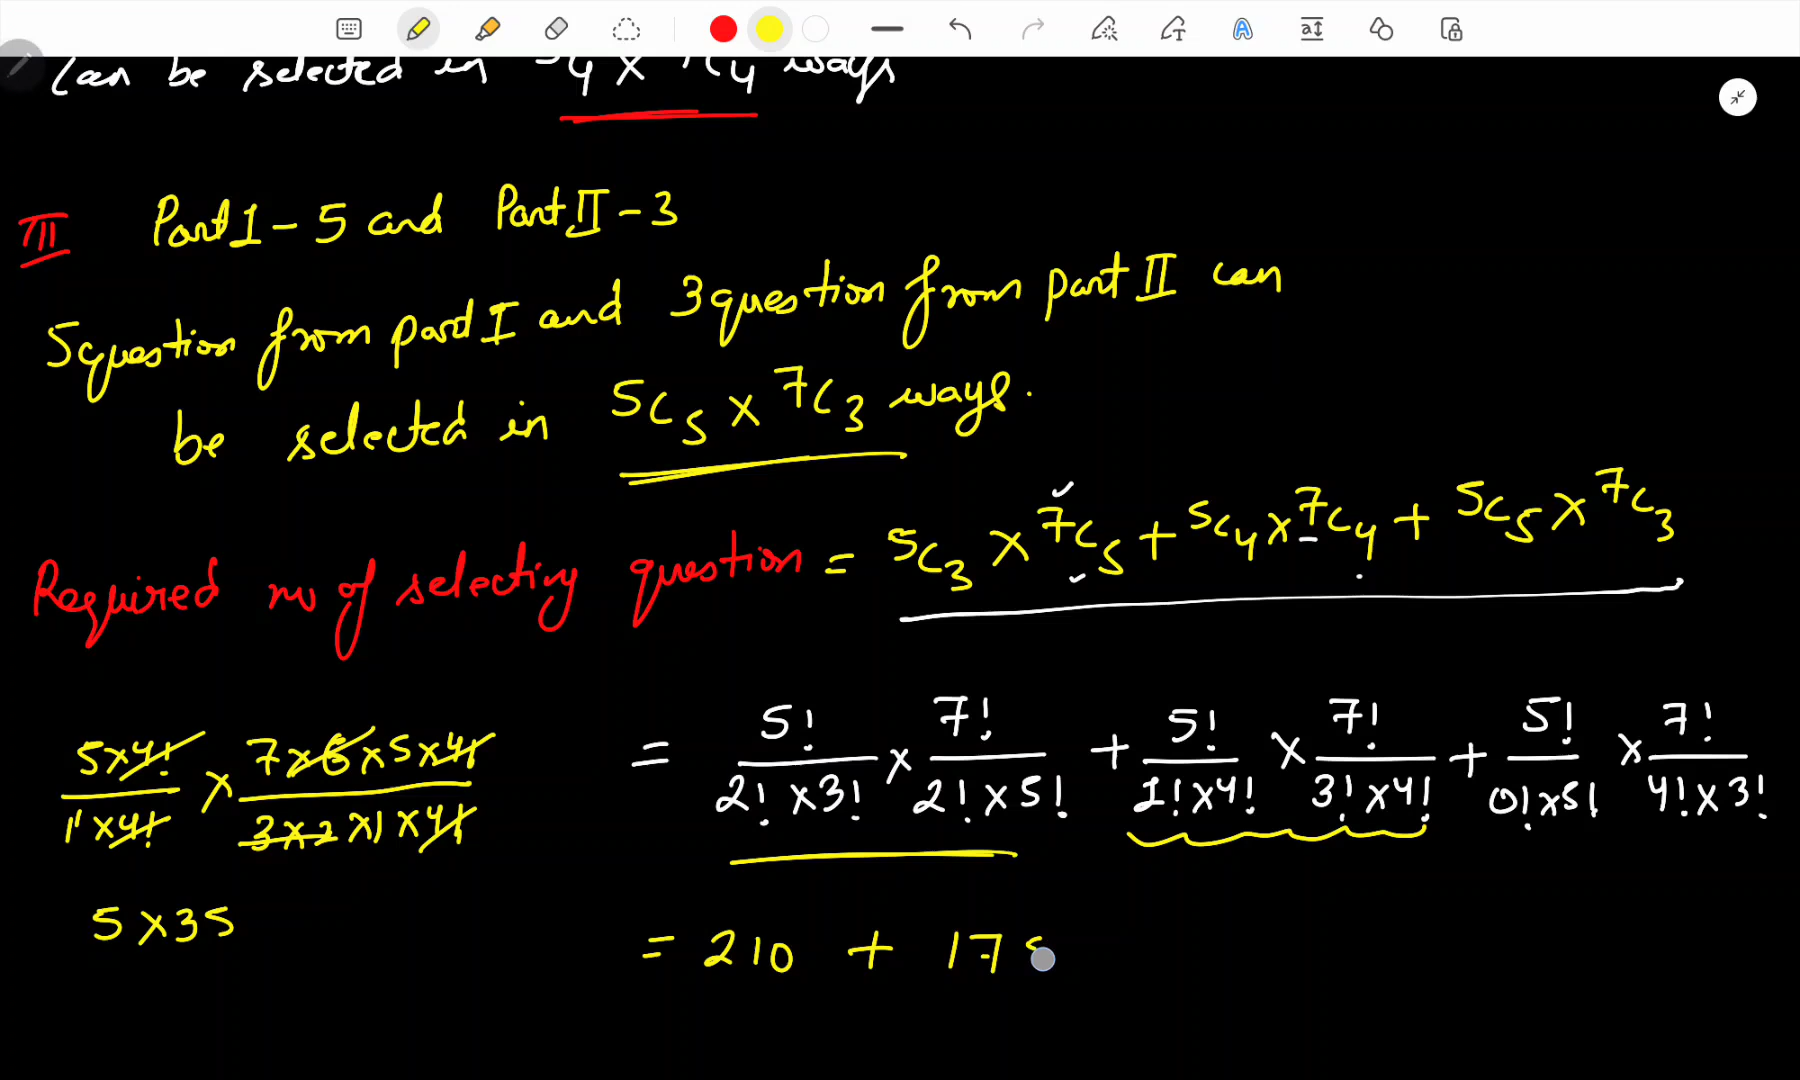 Can be selected in ⁵C₄ × ⁷C₄ ways
III Part 1 - 5 and Part II - 3
5 question from part I and 3 question from part II can
be selected in ⁵C₅ × ⁷C₃ ways.
Required no of selecting question = ⁵C₃ × ⁷C₅ + ⁵C₄ × ⁷C₄ + ⁵C₅ × ⁷C₃
= 5!/(2! × 3!) × 7!/(2! × 5!) + 5!/(1! × 4!) × 7!/(3! × 4!) + 5!/(0! × 5!) × 7!/(4! × 3!)
(5 × 4!)/(1 × 4!) × (7 × 6 × 5 × 4!)/(3 × 2 × 1 × 4!)
5 × 35
= 210 + 17